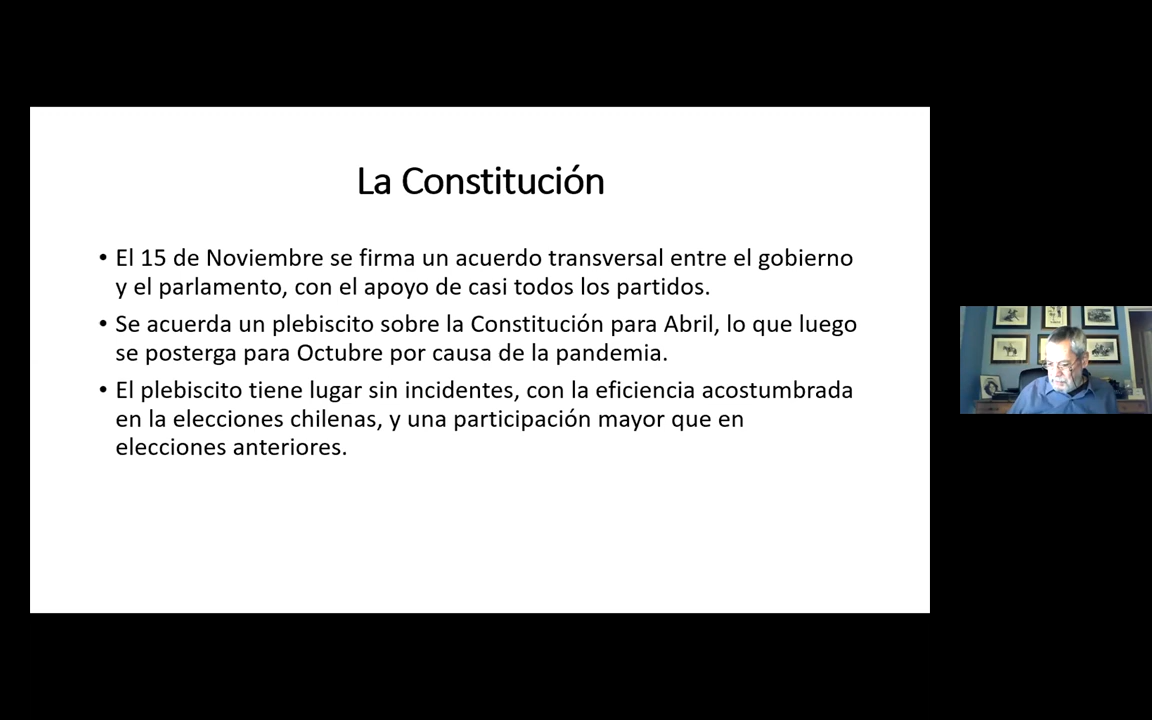 La Constitución
• El 15 de Noviembre se firma un acuerdo transversal entre el gobierno
y el parlamento, con el apoyo de casi todos los partidos.
• Se acuerda un plebiscito sobre la Constitución para Abril, lo que luego
se posterga para Octubre por causa de la pandemia.
• El plebiscito tiene lugar sin incidentes, con la eficiencia acostumbrada
en la elecciones chilenas, y una participación mayor que en
elecciones anteriores.